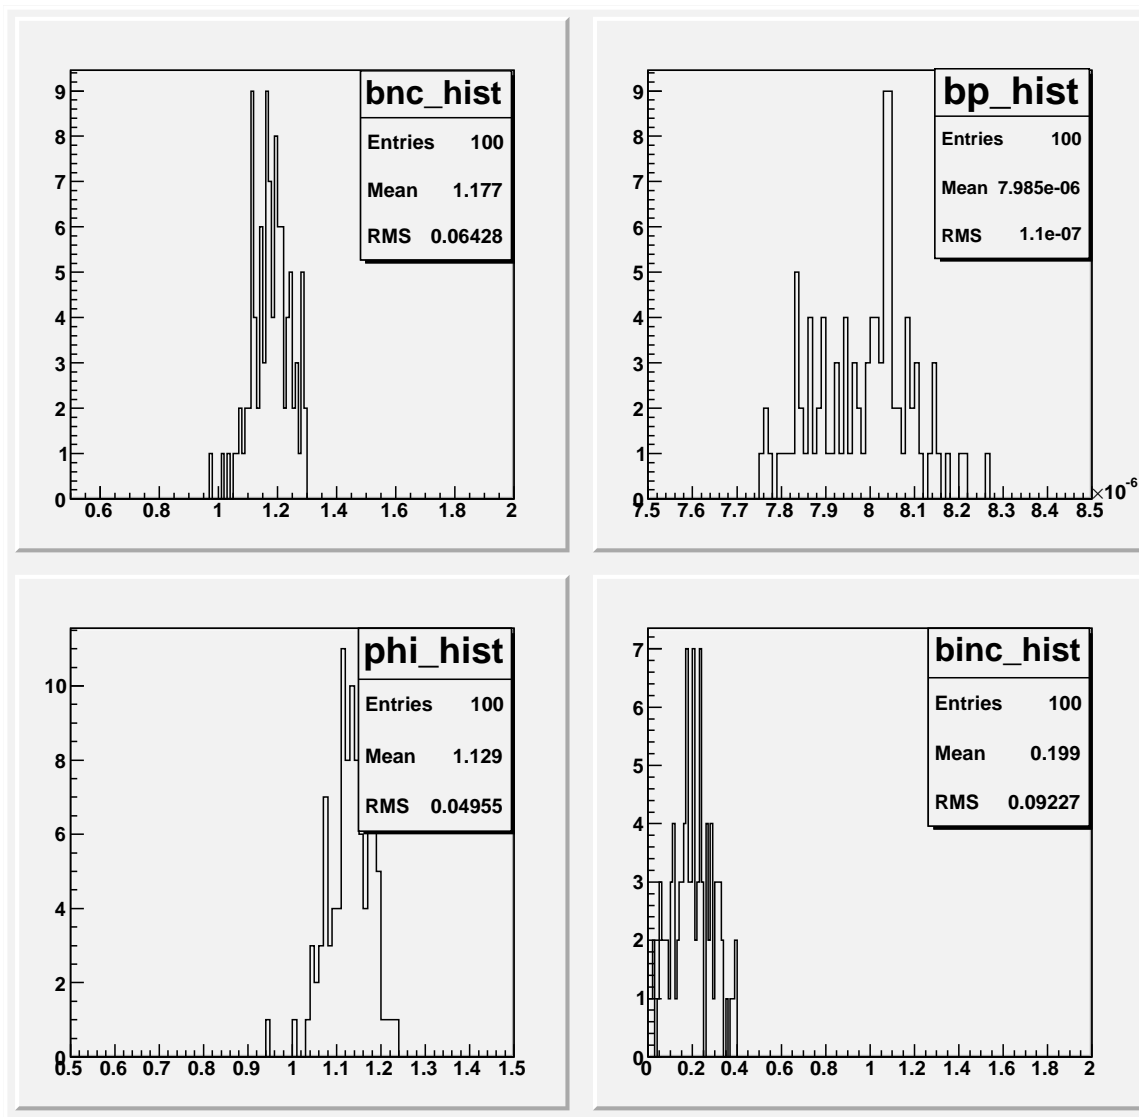 bnc_hist
Entries 100
Mean 1.177
RMS 0.06428
9
8
7
6
5
4
3
2
1
0
0.6 0.8 1 1.2 1.4 1.6 1.8 2
bp_hist
Entries 100
Mean 7.985e-06
RMS 1.1e-07
9
8
7
6
5
4
3
2
1
0
7.5 7.6 7.7 7.8 7.9 8 8.1 8.2 8.3 8.4 8.5
×10-6
phi_hist
Entries 100
Mean 1.129
RMS 0.04955
10
8
6
4
2
0
0.5 0.6 0.7 0.8 0.9 1 1.1 1.2 1.3 1.4 1.5
binc_hist
Entries 100
Mean 0.199
RMS 0.09227
7
6
5
4
3
2
1
0
0 0.2 0.4 0.6 0.8 1 1.2 1.4 1.6 1.8 2